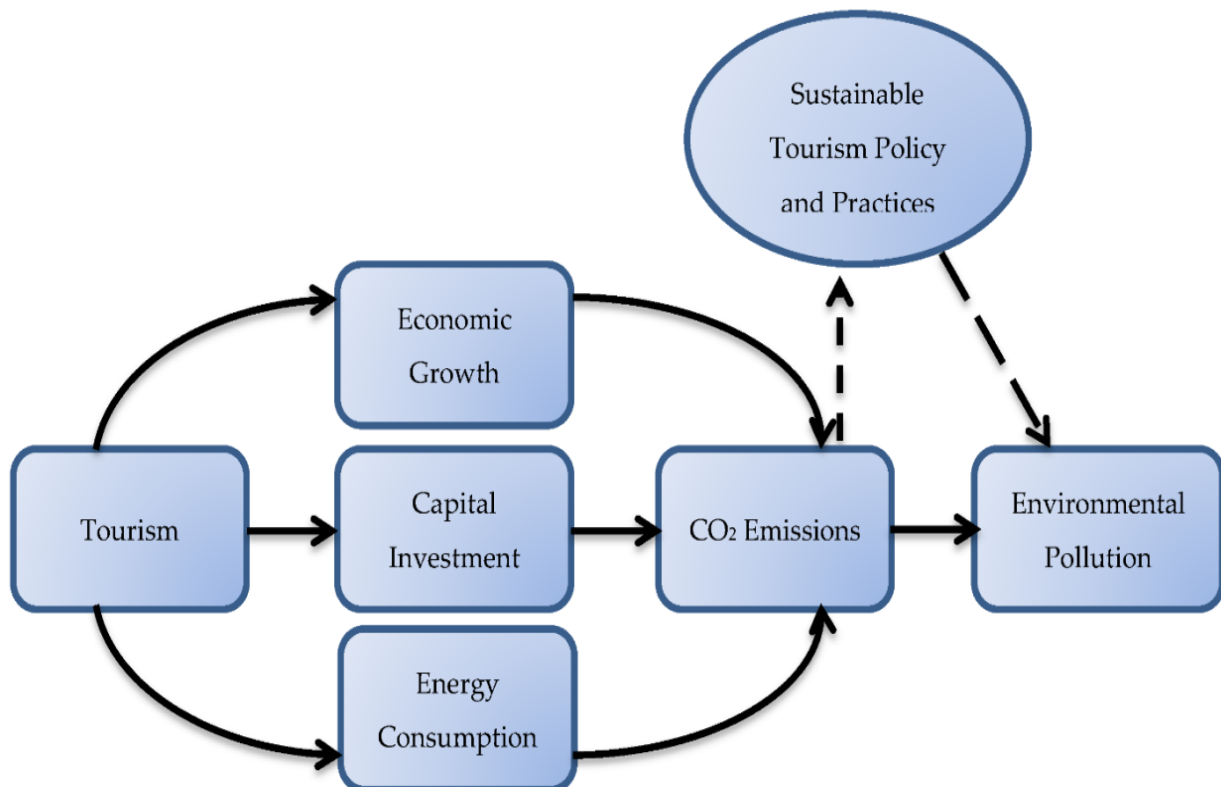 Sustainable
Tourism Policy
and Practices
Economic
Growth
Tourism
Capital
Investment
CO₂ Emissions
Environmental
Pollution
Energy
Consumption